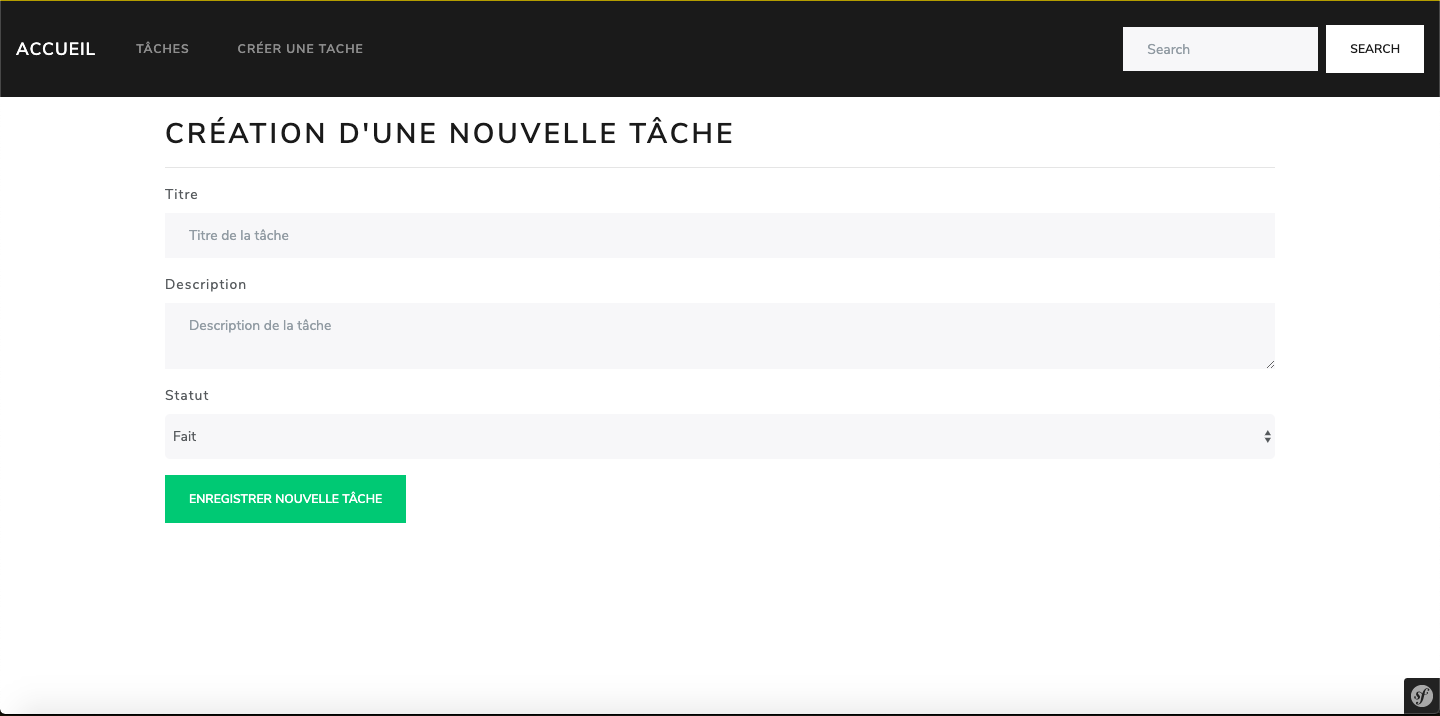 ACCUEIL TÂCHES CRÉER UNE TACHE Search SEARCH
CRÉATION D'UNE NOUVELLE TÂCHE
Titre
Titre de la tâche
Description
Description de la tâche
Statut
Fait
ENREGISTRER NOUVELLE TÂCHE
sf